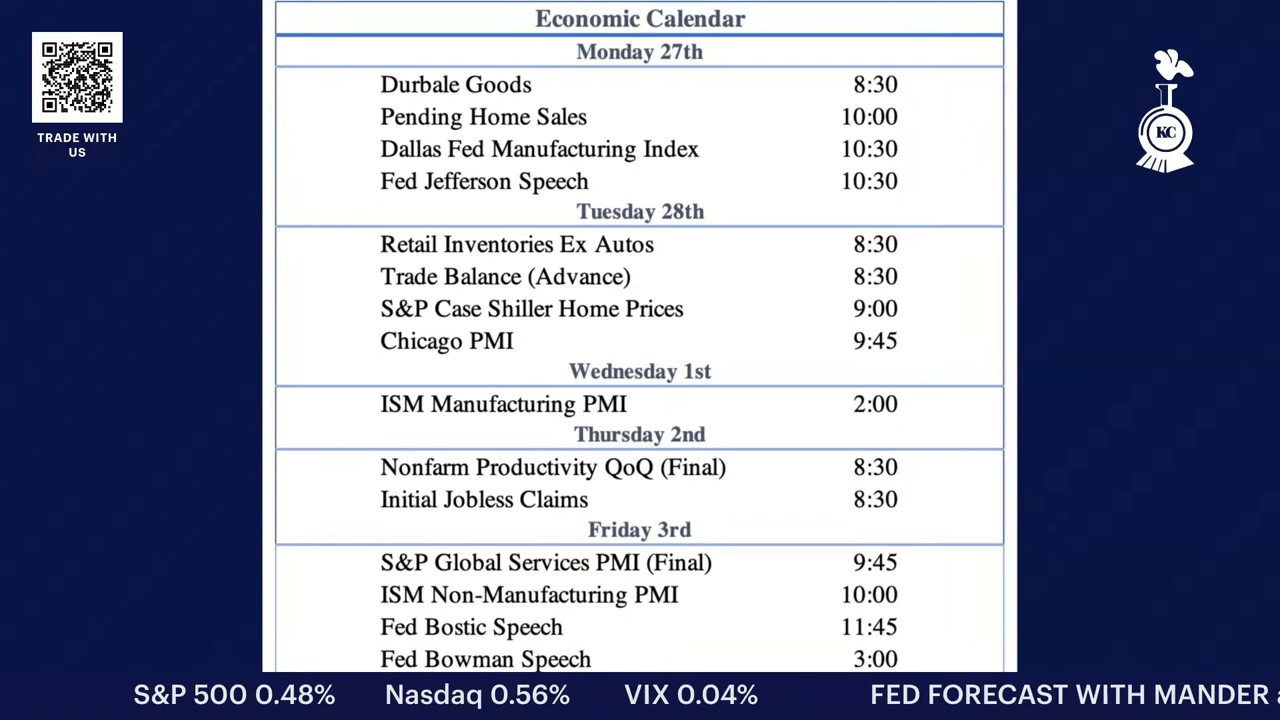 Economic Calendar
Monday 27th
Durbale Goods 8:30
Pending Home Sales 10:00
Dallas Fed Manufacturing Index 10:30
Fed Jefferson Speech 10:30
Tuesday 28th
Retail Inventories Ex Autos 8:30
Trade Balance (Advance) 8:30
S&P Case Shiller Home Prices 9:00
Chicago PMI 9:45
Wednesday 1st
ISM Manufacturing PMI 2:00
Thursday 2nd
Nonfarm Productivity QoQ (Final) 8:30
Initial Jobless Claims 8:30
Friday 3rd
S&P Global Services PMI (Final) 9:45
ISM Non-Manufacturing PMI 10:00
Fed Bostic Speech 11:45
Fed Bowman Speech 3:00
TRADE WITH
US
KC
S&P 500 0.48% Nasdaq 0.56% VIX 0.04% FED FORECAST WITH MANDER